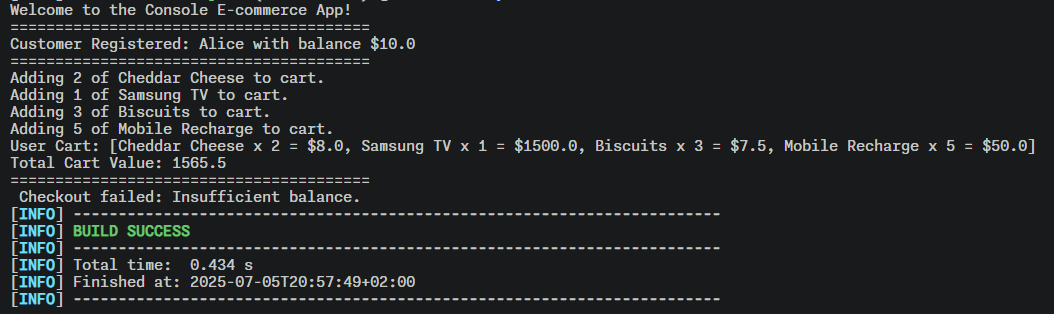 Welcome to the Console E-commerce App!
========================================
Customer Registered: Alice with balance $10.0
========================================
Adding 2 of Cheddar Cheese to cart.
Adding 1 of Samsung TV to cart.
Adding 3 of Biscuits to cart.
Adding 5 of Mobile Recharge to cart.
User Cart: [Cheddar Cheese x 2 = $8.0, Samsung TV x 1 = $1500.0, Biscuits x 3 = $7.5, Mobile Recharge x 5 = $50.0]
Total Cart Value: 1565.5
========================================
 Checkout failed: Insufficient balance.
[INFO] ------------------------------------------------------------------------
[INFO] BUILD SUCCESS
[INFO] ------------------------------------------------------------------------
[INFO] Total time:  0.434 s
[INFO] Finished at: 2025-07-05T20:57:49+02:00
[INFO] ------------------------------------------------------------------------